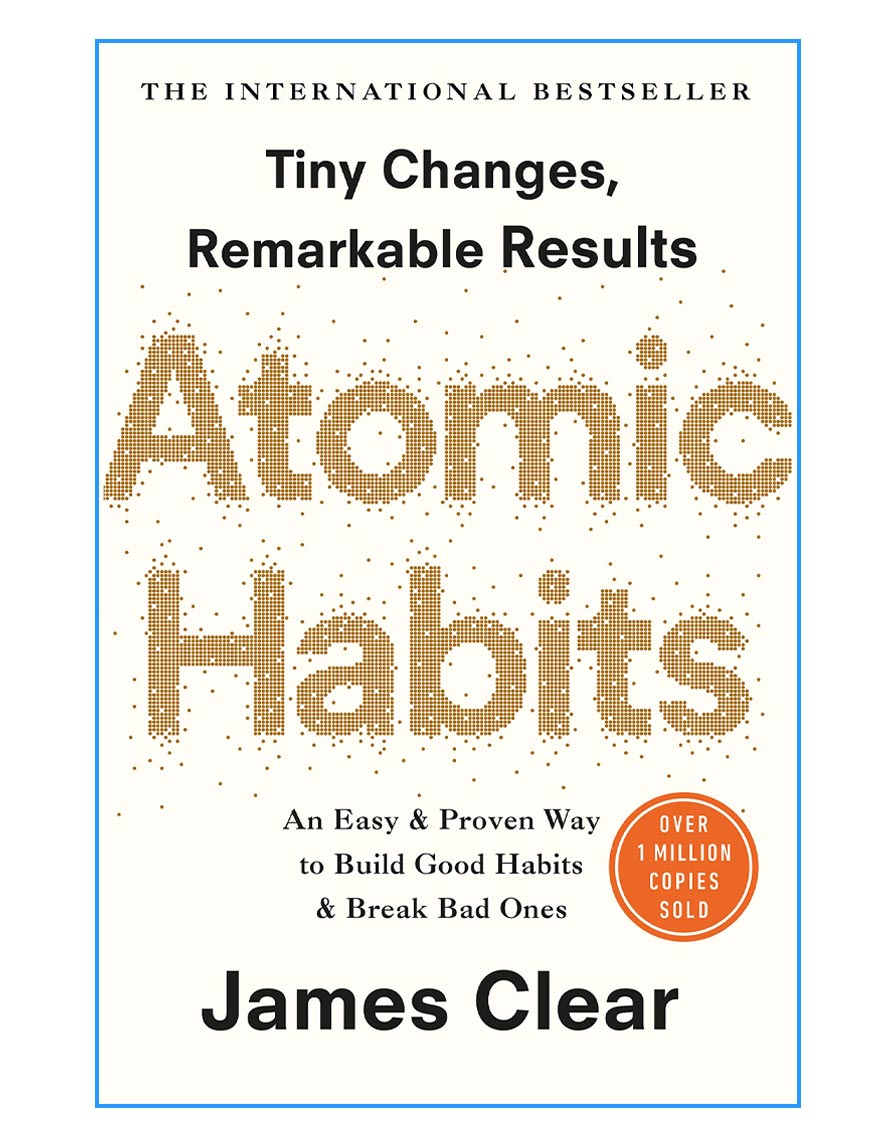 THE INTERNATIONAL BESTSELLER
Tiny Changes,
Remarkable Results
Atomic
Habits
An Easy & Proven Way
to Build Good Habits
& Break Bad Ones
OVER
1 MILLION
COPIES
SOLD
James Clear